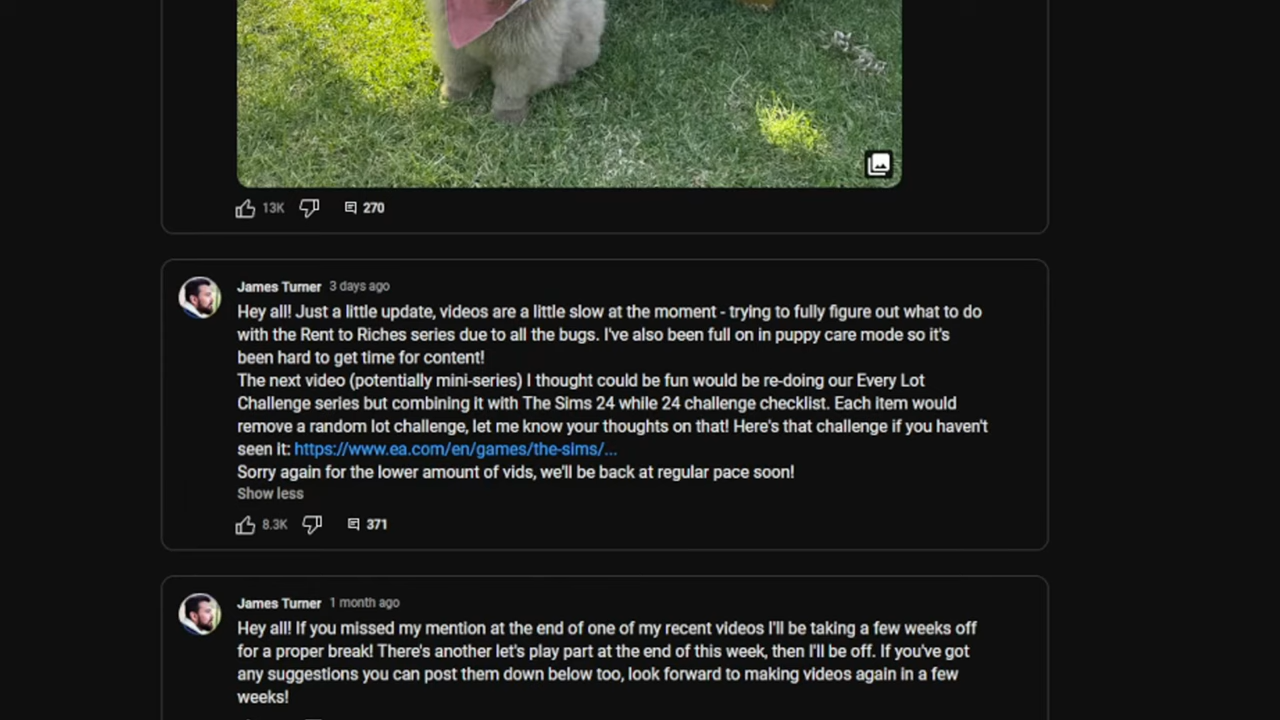 13K 270
James Turner 3 days ago
Hey all! Just a little update, videos are a little slow at the moment - trying to fully figure out what to do
with the Rent to Riches series due to all the bugs. I've also been full on in puppy care mode so it's
been hard to get time for content!
The next video (potentially mini-series) I thought could be fun would be re-doing our Every Lot
Challenge series but combining it with The Sims 24 while 24 challenge checklist. Each item would
remove a random lot challenge, let me know your thoughts on that! Here's that challenge if you haven't
seen it: https://www.ea.com/en/games/the-sims/...
Sorry again for the lower amount of vids, we'll be back at regular pace soon!
Show less
8.3K 371
James Turner 1 month ago
Hey all! If you missed my mention at the end of one of my recent videos I'll be taking a few weeks off
for a proper break! There's another let's play part at the end of this week, then I'll be off. If you've got
any suggestions you can post them down below too, look forward to making videos again in a few
weeks!